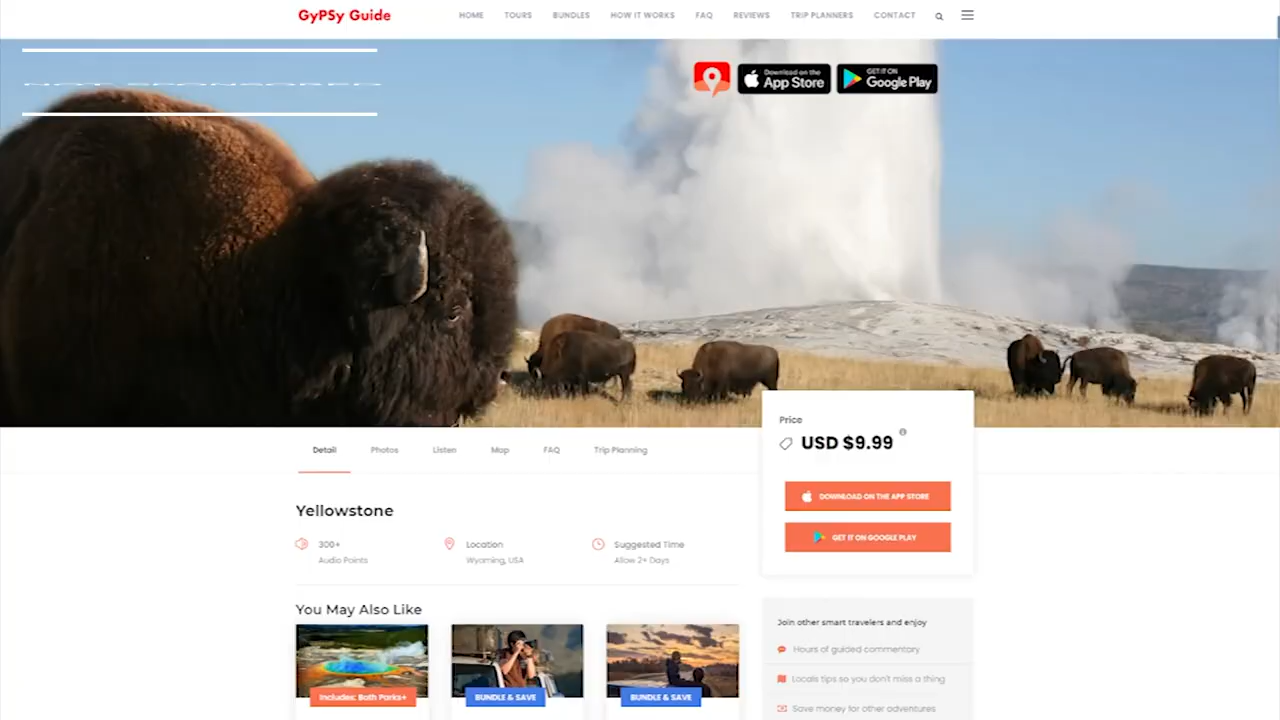 GyPSy Guide
HOME TOURS BUNDLES HOW IT WORKS FAQ REVIEWS TRIP PLANNERS CONTACT
Download on the
App Store
GET IT ON
Google Play
Price
USD $9.99
Detail Photos Listen Map FAQ Trip Planning
DOWNLOAD ON THE APP STORE
GET IT ON GOOGLE PLAY
Yellowstone
300+
Audio Points
Location
Wyoming, USA
Suggested Time
Allow 2+ Days
You May Also Like
Includes: Both Parks+
BUNDLE & SAVE
BUNDLE & SAVE
Join other smart travelers and enjoy
Hours of guided commentary
Locals tips so you don't miss a thing
Save money for other adventures